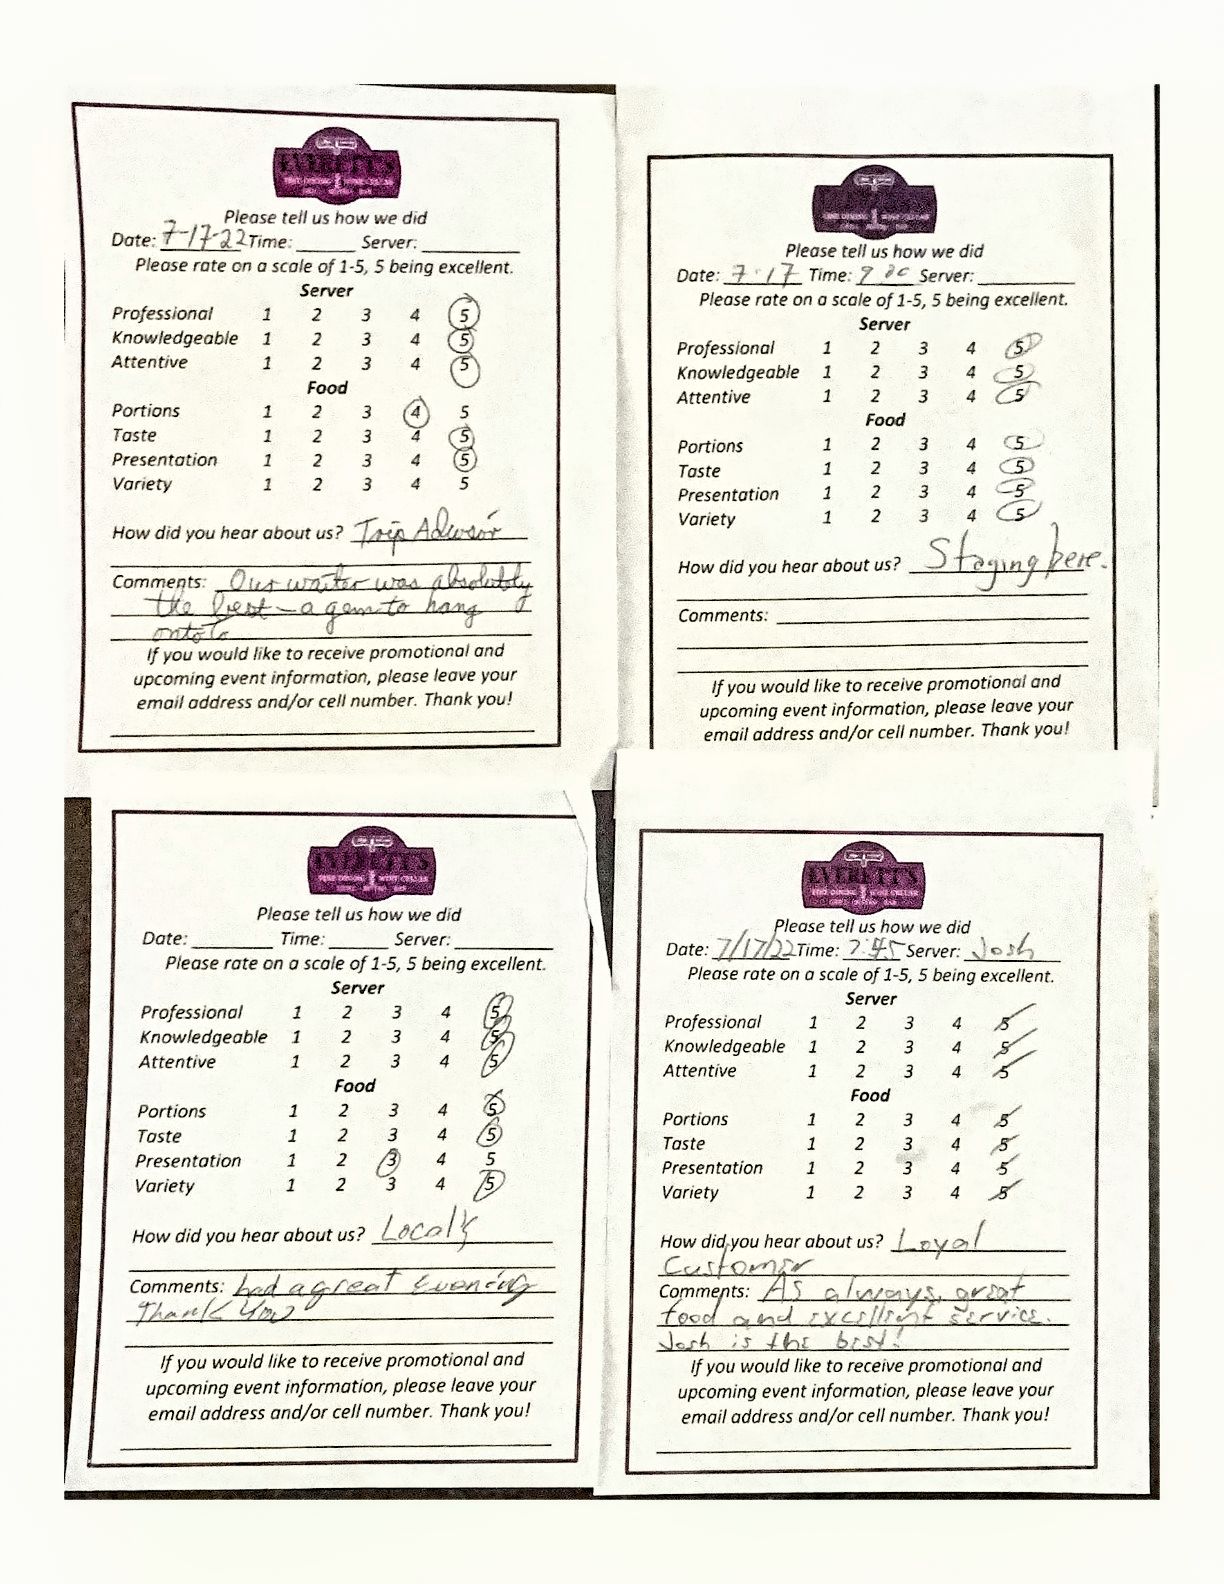 EVERETT'S
FINE DINING WINE CELLAR
Please tell us how we did
Date: 7-17-22 Time: ______ Server: __________
Please rate on a scale of 1-5, 5 being excellent.
Server
Professional 1 2 3 4 5
Knowledgeable 1 2 3 4 5
Attentive 1 2 3 4 5
Food
Portions 1 2 3 4 5
Taste 1 2 3 4 5
Presentation 1 2 3 4 5
Variety 1 2 3 4 5
How did you hear about us? Trip Advisor
Comments: Our waiter was absolutely
the best - a gem to hang
onto
If you would like to receive promotional and
upcoming event information, please leave your
email address and/or cell number. Thank you!
FINE DINING WINE CELLAR
Please tell us how we did
Date: 7-17 Time: Server: __________
Please rate on a scale of 1-5, 5 being excellent.
Server
Professional 1 2 3 4 5
Knowledgeable 1 2 3 4 5
Attentive 1 2 3 4 5
Food
Portions 1 2 3 4 5
Taste 1 2 3 4 5
Presentation 1 2 3 4 5
Variety 1 2 3 4 5
How did you hear about us? Staging here.
Comments:
If you would like to receive promotional and
upcoming event information, please leave your
email address and/or cell number. Thank you!
EVERETT'S
FINE DINING WINE CELLAR
Please tell us how we did
Date: ________ Time: ______ Server: __________
Please rate on a scale of 1-5, 5 being excellent.
Server
Professional 1 2 3 4 5
Knowledgeable 1 2 3 4 5
Attentive 1 2 3 4 5
Food
Portions 1 2 3 4 5
Taste 1 2 3 4 5
Presentation 1 2 3 4 5
Variety 1 2 3 4 5
How did you hear about us? Locals
Comments: had a great evening
Thank You
If you would like to receive promotional and
upcoming event information, please leave your
email address and/or cell number. Thank you!
EVERETT'S
FINE DINING WINE CELLAR
Please tell us how we did
Date: 7/17/22 Time: 7:45 Server: Josh
Please rate on a scale of 1-5, 5 being excellent.
Server
Professional 1 2 3 4 5
Knowledgeable 1 2 3 4 5
Attentive 1 2 3 4 5
Food
Portions 1 2 3 4 5
Taste 1 2 3 4 5
Presentation 1 2 3 4 5
Variety 1 2 3 4 5
How did you hear about us? Loyal
Customer
Comments: As always, great
food and excellent service.
Josh is the best!
If you would like to receive promotional and
upcoming event information, please leave your
email address and/or cell number. Thank you!